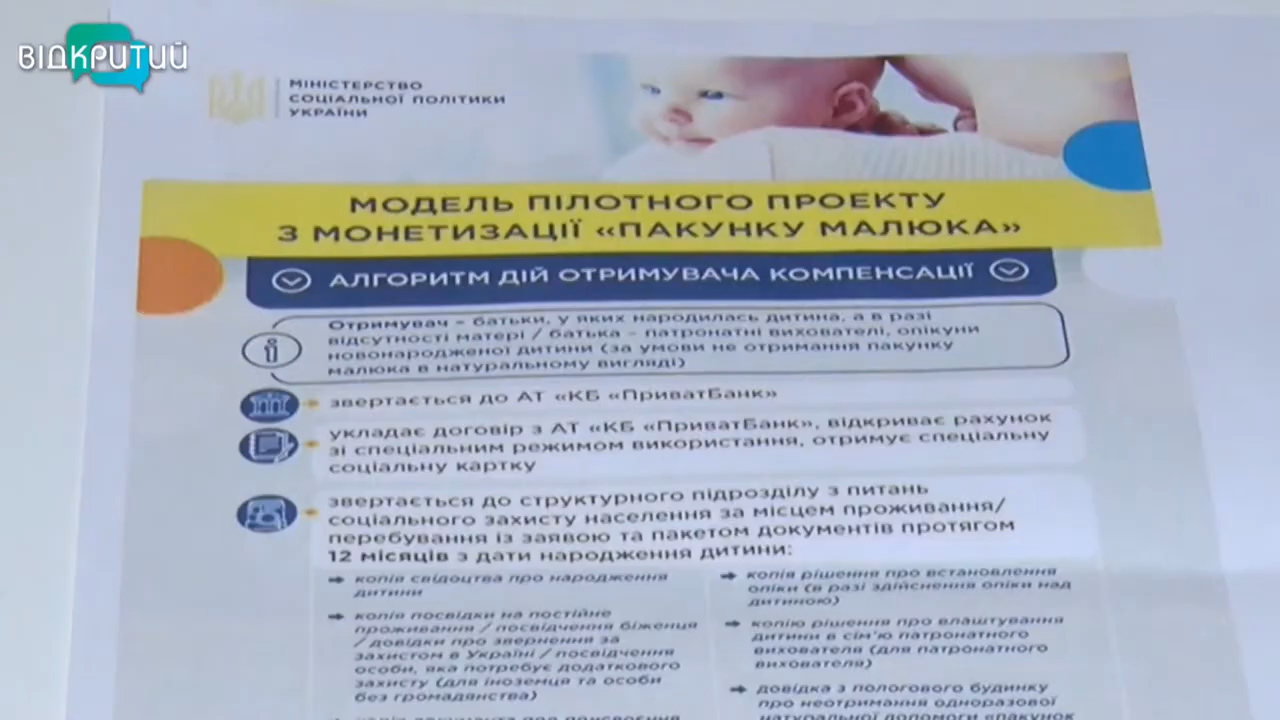 ВІДКРИТИЙ
МІНІСТЕРСТВО
СОЦІАЛЬНОЇ ПОЛІТИКИ
УКРАЇНИ
МОДЕЛЬ ПІЛОТНОГО ПРОЕКТУ
З МОНЕТИЗАЦІЇ «ПАКУНКУ МАЛЮКА»
АЛГОРИТМ ДІЙ ОТРИМУВАЧА КОМПЕНСАЦІЇ
Отримувач – батьки, у яких народилась дитина, а в разі
відсутності матері / батька – патронатні вихователі, опікуни
новонародженої дитини (за умови не отримання пакунку
малюка в натуральному вигляді)
звертається до АТ «КБ «ПриватБанк»
укладає договір з АТ «КБ «ПриватБанк», відкриває рахунок
зі спеціальним режимом використання, отримує спеціальну
соціальну картку
звертається до структурного підрозділу з питань
соціального захисту населення за місцем проживання/
перебування із заявою та пакетом документів протягом
12 місяців з дати народження дитини:
➔ копія свідоцтва про народження
дитини
➔ копія посвідки на постійне
проживання / посвідчення біженця
/ довідки про звернення за
захистом в Україні / посвідчення
особи, яка потребує додаткового
захисту (для іноземця та особи
без громадянства)
➔ копія рішення про встановлення
опіки (в разі здійснення опіки над
дитиною)
➔ копію рішення про влаштування
дитини в сім'ю патронатного
вихователя (для патронатного
вихователя)
➔ довідка з пологового будинку
про неотримання одноразової
натуральної допомоги «пакунок